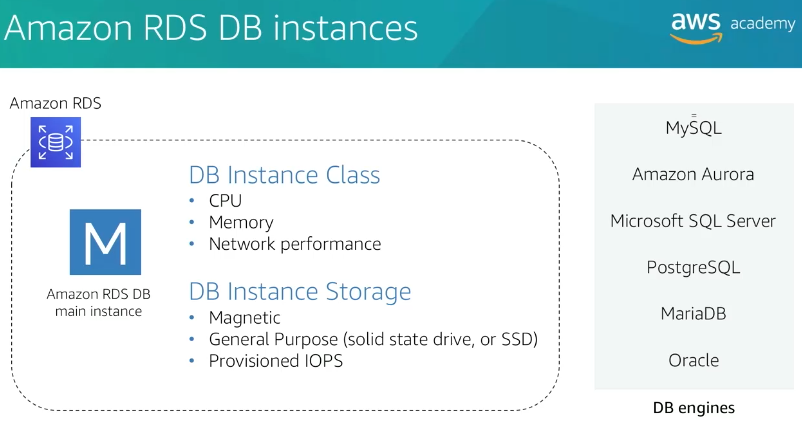 Amazon RDS DB instances
aws academy
Amazon RDS
M
Amazon RDS DB
main instance
DB Instance Class
• CPU
• Memory
• Network performance
DB Instance Storage
• Magnetic
• General Purpose (solid state drive, or SSD)
• Provisioned IOPS
MySQL
Amazon Aurora
Microsoft SQL Server
PostgreSQL
MariaDB
Oracle
DB engines